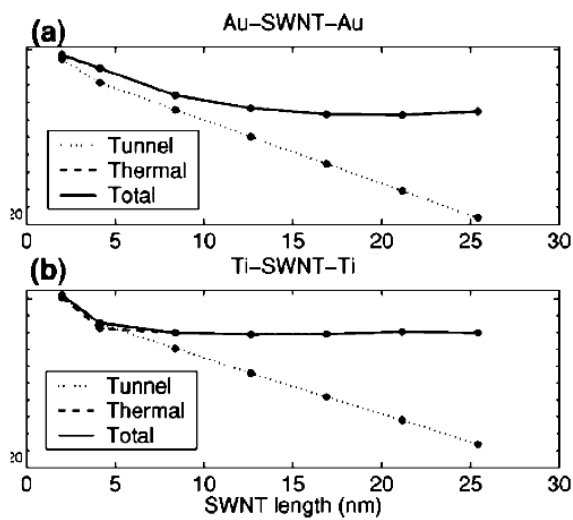 (a)
Au–SWNT–Au
Tunnel
Thermal
Total
20
0 5 10 15 20 25 30
(b)
Ti–SWNT–Ti
Tunnel
Thermal
Total
20
0 5 10 15 20 25 30
SWNT length (nm)